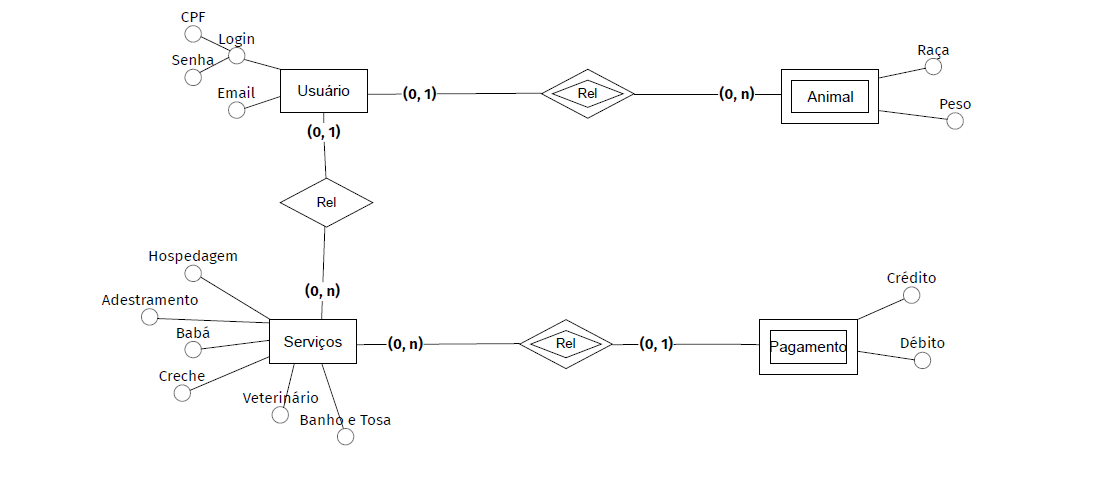 CPF
Login
Senha
Email
Usuário
(0, 1)
Rel
(0, n)
Animal
Raça
Peso
(0, 1)
Rel
(0, n)
Hospedagem
Adestramento
Babá
Creche
Veterinário
Banho e Tosa
Serviços
(0, n)
Rel
(0, 1)
Pagamento
Crédito
Débito